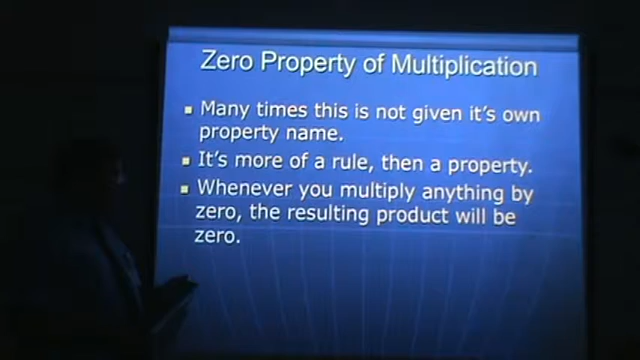 Zero Property of Multiplication
Many times this is not given it's own
property name.
It's more of a rule, then a property.
Whenever you multiply anything by
zero, the resulting product will be
zero.